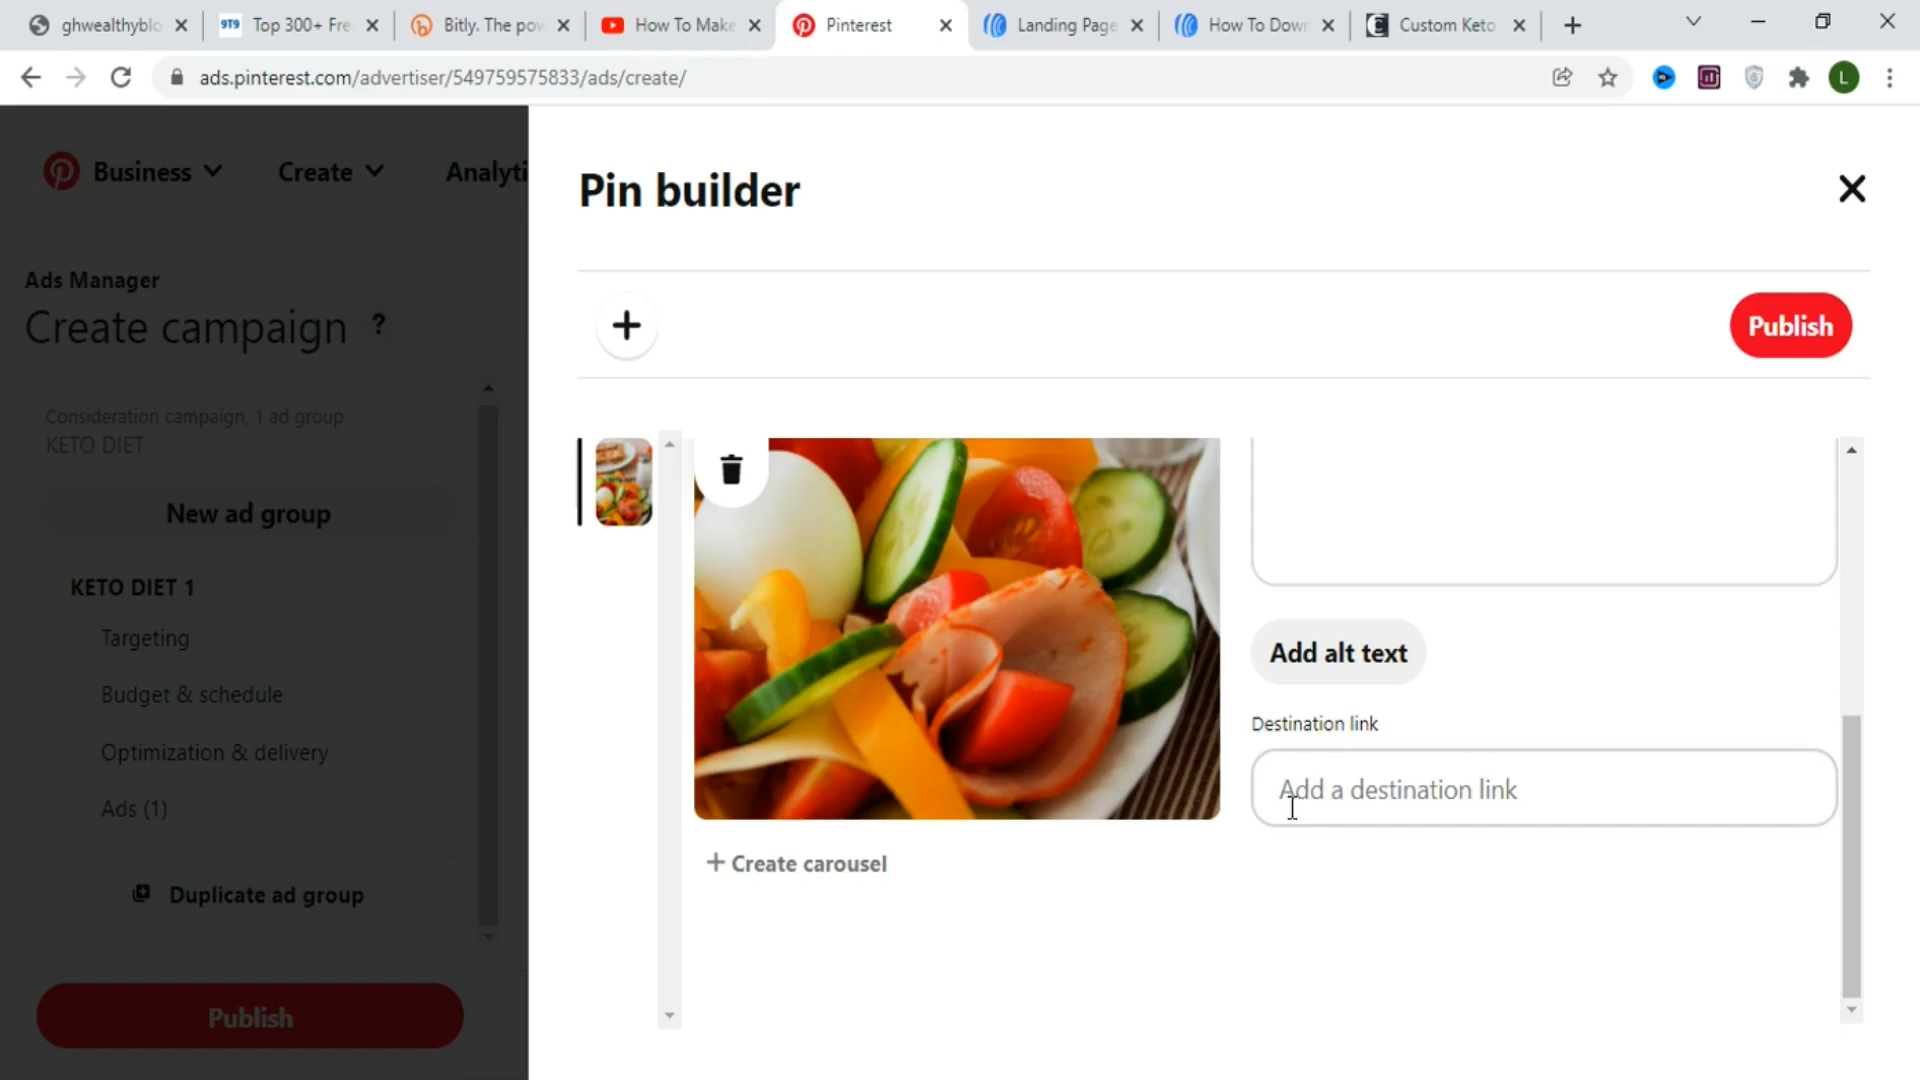 ghwealthyblo
9T9 Top 300+ Fre
Bitly. The pow
How To Make
Pinterest
Landing Page
How To Down
Custom Keto
ads.pinterest.com/advertiser/549759575833/ads/create/
L
Business
Create
Analyti
Ads Manager
Create campaign ?
Consideration campaign, 1 ad group
KETO DIET
New ad group
KETO DIET 1
Targeting
Budget & schedule
Optimization & delivery
Ads (1)
Duplicate ad group
Publish
Pin builder
Publish
Add alt text
Destination link
Add a destination link
Create carousel